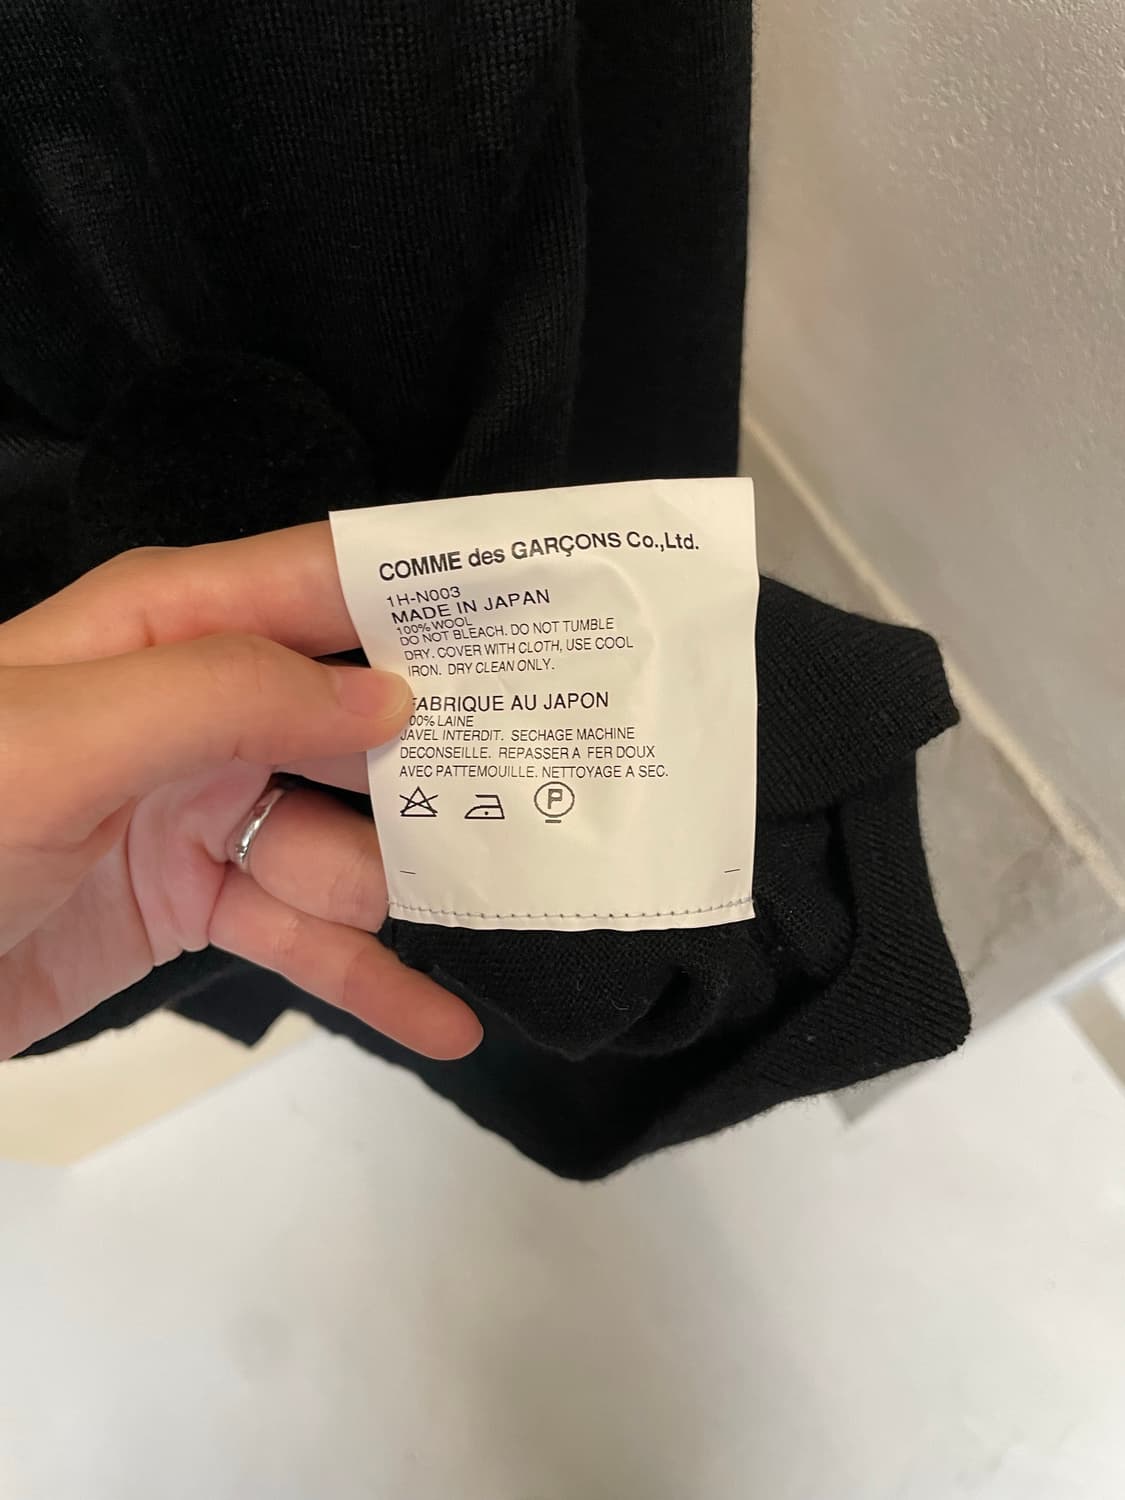 COMME des GARÇONS Co.,Ltd.
1H-N003
MADE IN JAPAN
100% WOOL
DO NOT BLEACH. DO NOT TUMBLE
DRY. COVER WITH CLOTH, USE COOL
IRON. DRY CLEAN ONLY.
FABRIQUE AU JAPON
00% LAINE
JAVEL INTERDIT. SECHAGE MACHINE
DECONSEILLE. REPASSER A FER DOUX
AVEC PATTEMOUILLE. NETTOYAGE A SEC.
P